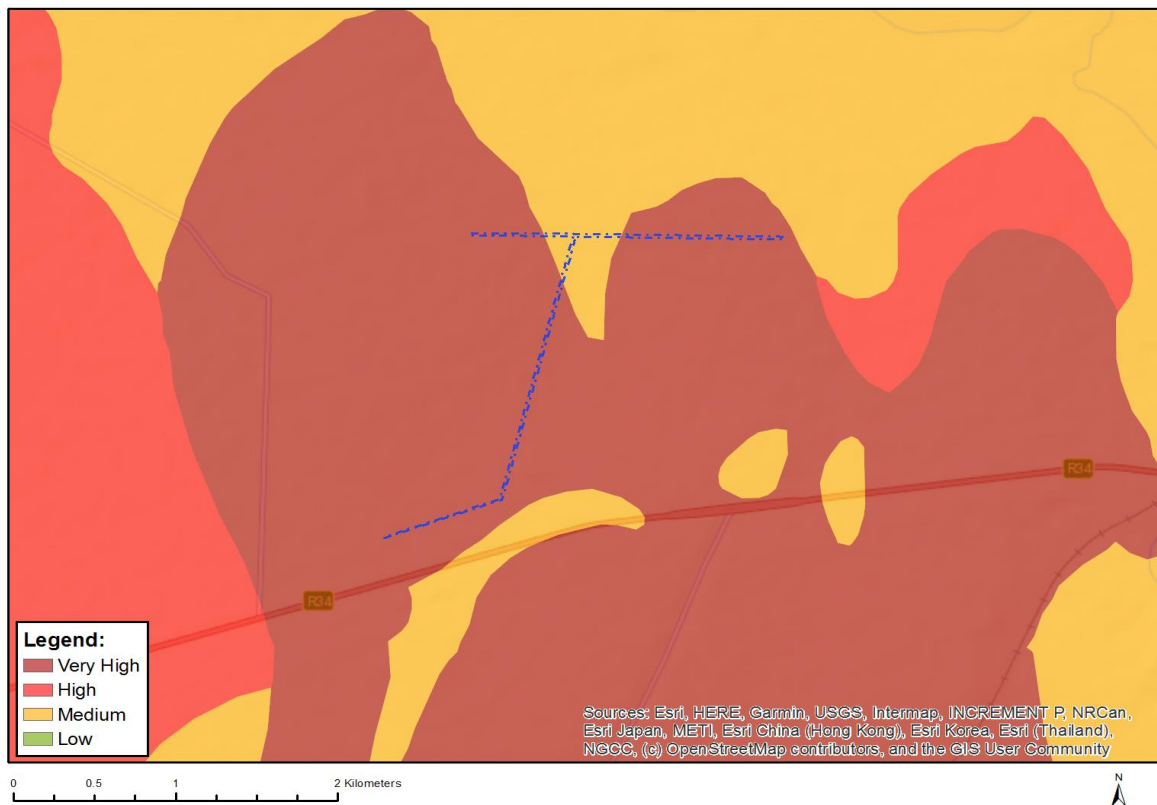 R34
R34
Legend:
Very High
High
Medium
Low
Sources: Esri, HERE, Garmin, USGS, Intermap, INCREMENT P, NRCan,
Esri Japan, METI, Esri China (Hong Kong), Esri Korea, Esri (Thailand),
NGCC, (c) OpenStreetMap contributors, and the GIS User Community
0 0.5 1 2 Kilometers
N